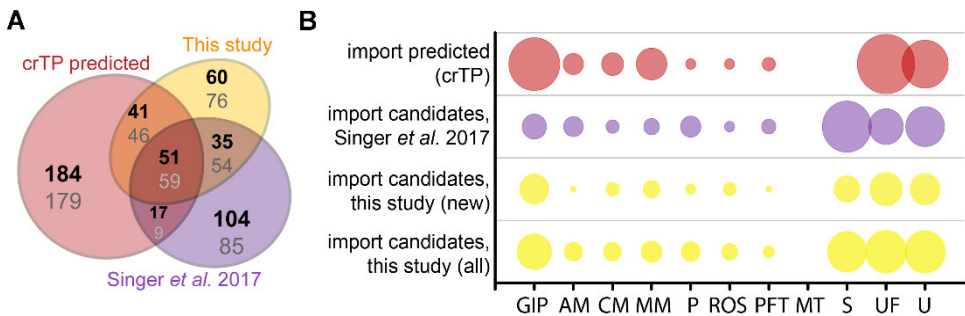 A
This study
crTP predicted
60
76
41
46
35
54
51
59
184
179
17
9
104
85
Singer et al. 2017
B
import predicted
(crTP)
import candidates,
Singer et al. 2017
import candidates,
this study (new)
import candidates,
this study (all)
GIP AM CM MM P ROS PFT MT S UF U